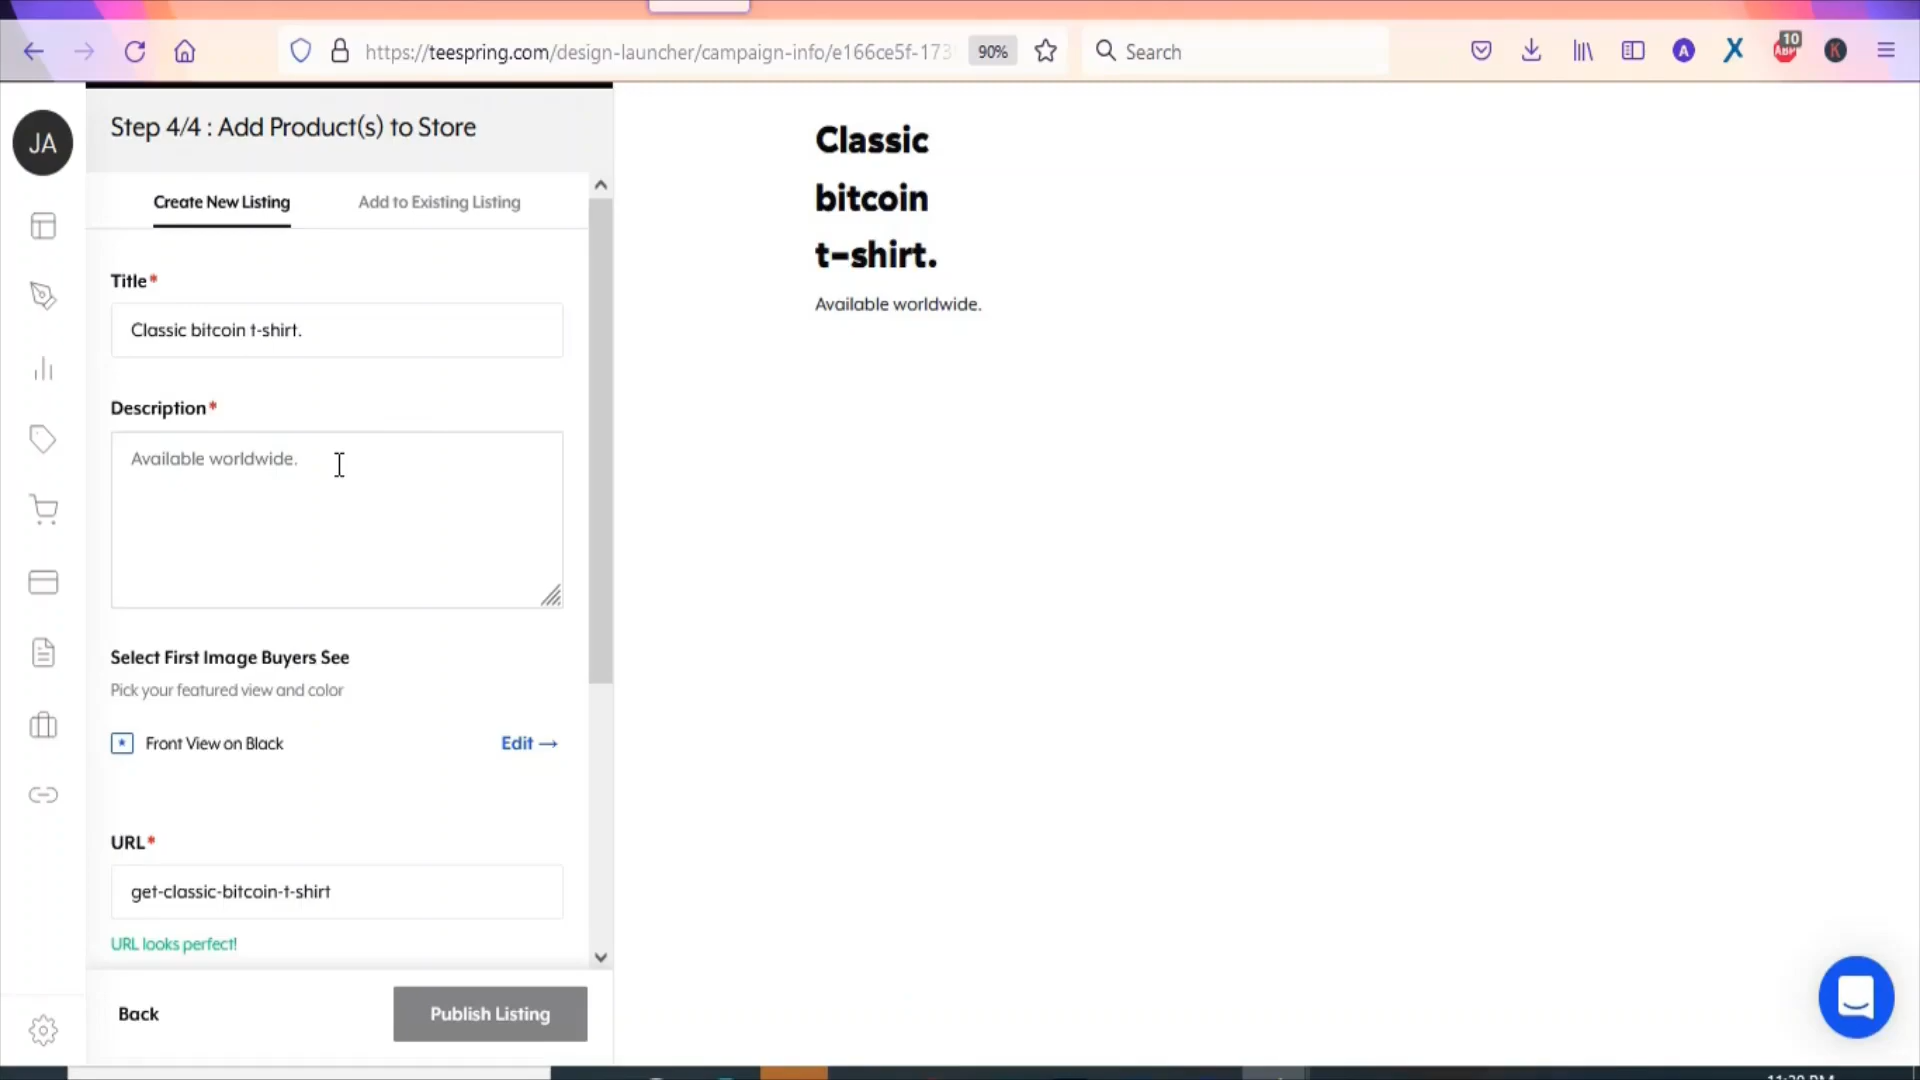 https://teespring.com/design-launcher/campaign-info/e166ce5f-173
90%
Search
10
ABP
A
K
JA
Step 4/4 : Add Product(s) to Store
Create New Listing
Add to Existing Listing
Title*
Classic bitcoin t-shirt.
Description*
Available worldwide.
Select First Image Buyers See
Pick your featured view and color
Front View on Black
Edit →
URL*
get-classic-bitcoin-t-shirt
URL looks perfect!
Back
Publish Listing
Classic
bitcoin
t-shirt.
Available worldwide.